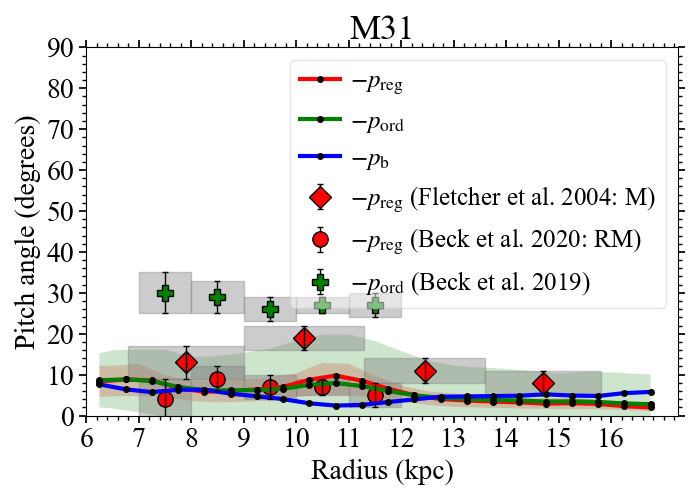 M31
Pitch angle (degrees)
90
80
70
60
50
40
30
20
10
0
−p_reg
−p_ord
−p_b
−p_reg (Fletcher et al. 2004: M)
−p_reg (Beck et al. 2020: RM)
−p_ord (Beck et al. 2019)
6 7 8 9 10 11 12 13 14 15 16
Radius (kpc)